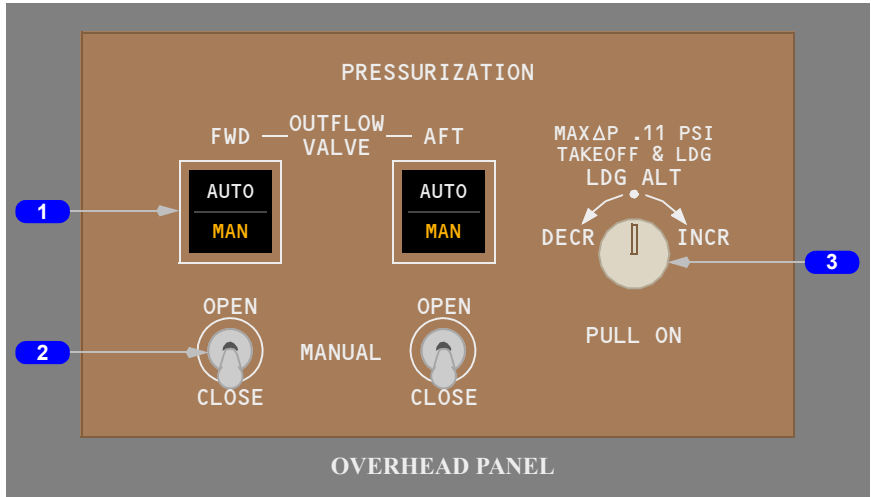 PRESSURIZATION
OUTFLOW
FWD VALVE AFT
MAX∆P .11 PSI
TAKEOFF & LDG
LDG ALT
AUTO AUTO
1
MAN MAN
DECR INCR
3
OPEN OPEN
PULL ON
2 MANUAL
CLOSE CLOSE
OVERHEAD PANEL